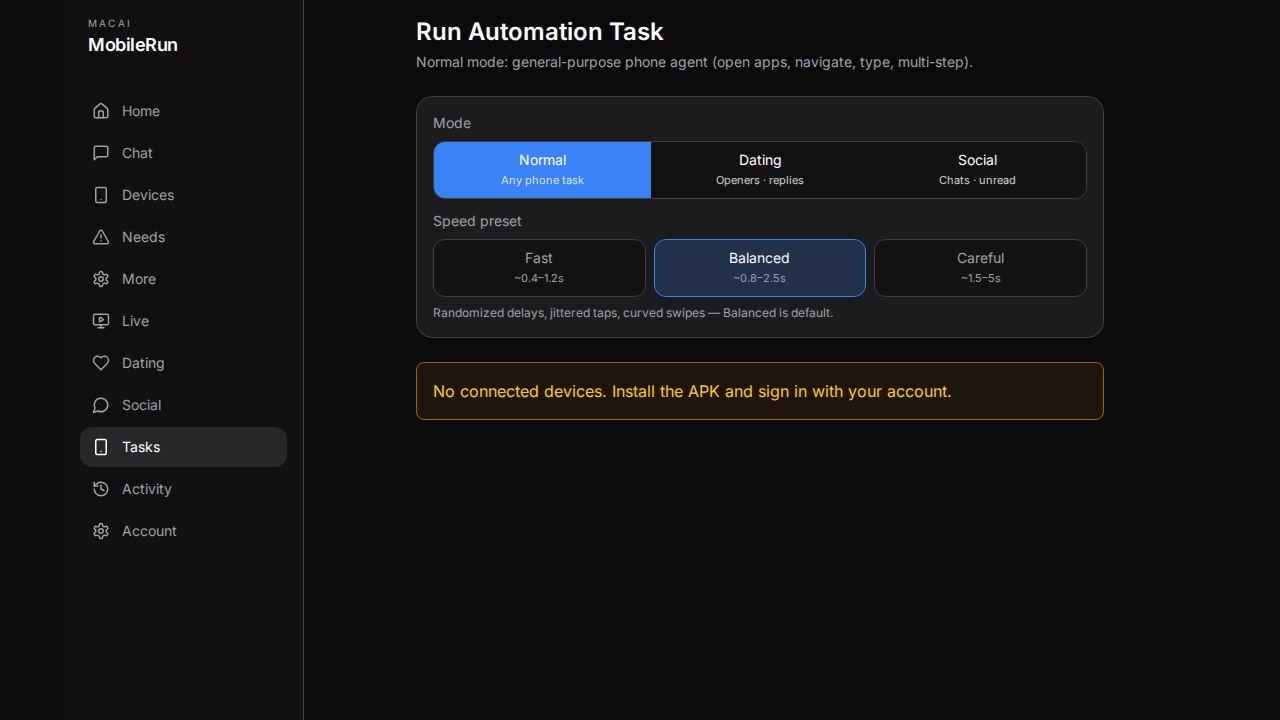 MACAI
MobileRun
Home
Chat
Devices
Needs
More
Live
Dating
Social
Tasks
Activity
Account
Run Automation Task
Normal mode: general-purpose phone agent (open apps, navigate, type, multi-step).
Mode
Normal
Any phone task
Dating
Openers · replies
Social
Chats · unread
Speed preset
Fast
~0.4–1.2s
Balanced
~0.8–2.5s
Careful
~1.5–5s
Randomized delays, jittered taps, curved swipes — Balanced is default.
No connected devices. Install the APK and sign in with your account.